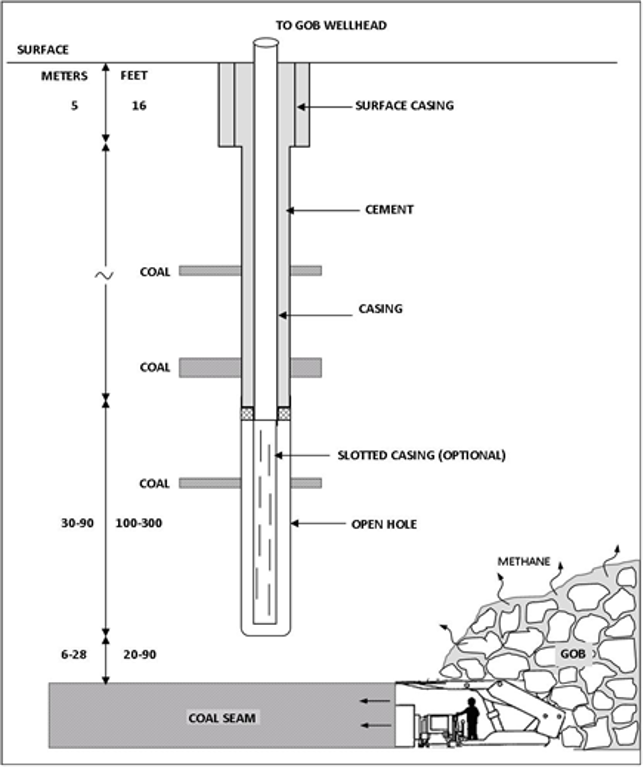 TO GOB WELLHEAD
SURFACE
METERS FEET
5 16
SURFACE CASING
CEMENT
COAL
CASING
COAL
SLOTTED CASING (OPTIONAL)
COAL
30-90 100-300
OPEN HOLE
METHANE
6-28 20-90
GOB
COAL SEAM